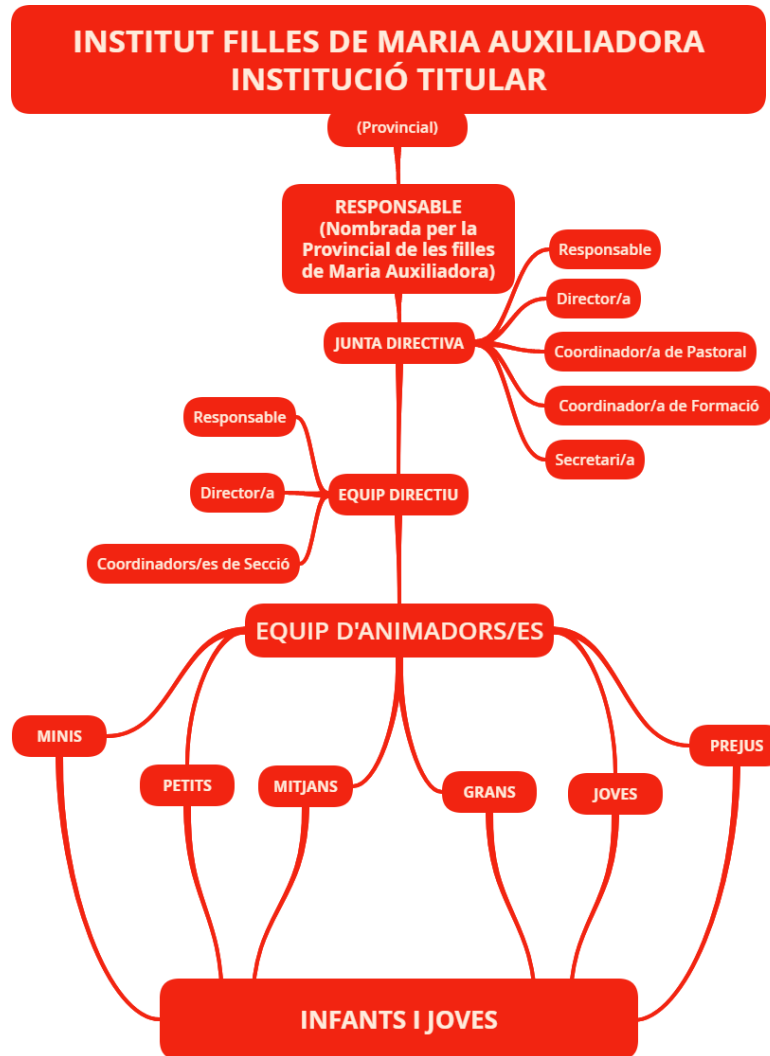 INSTITUT FILLES DE MARIA AUXILIADORA
INSTITUCIÓ TITULAR
(Provincial)
RESPONSABLE
(Nombrada per la
Provincial de les filles
de Maria Auxiliadora)
Responsable
Director/a
JUNTA DIRECTIVA
Coordinador/a de Pastoral
Coordinador/a de Formació
Secretari/a
Responsable
Director/a
EQUIP DIRECTIU
Coordinadors/es de Secció
EQUIP D'ANIMADORS/ES
MINIS
PETITS
MITJANS
GRANS
JOVES
PREJUS
INFANTS I JOVES